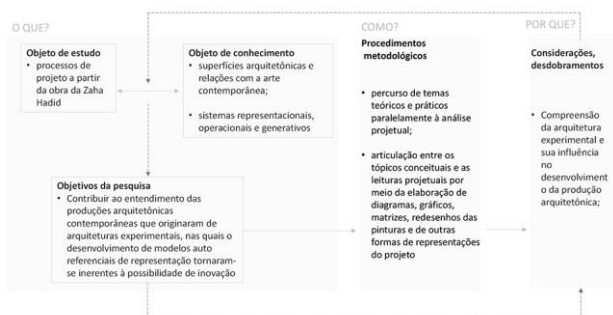 O QUE?
Objeto de estudo
• processos de
projeto a partir
da obra da Zaha
Hadid
Objeto de conhecimento
• superfícies arquitetônicas e
relações com a arte
contemporânea;
• sistemas representacionais,
operacionais e generativos
Objetivos da pesquisa
• Contribuir ao entendimento das
produções arquitetônicas
contemporâneas que originaram de
arquiteturas experimentais, nas quais o
desenvolvimento de modelos auto
referenciais de representação tornaram-
se inerentes à possibilidade de inovação
COMO?
Procedimentos
metodológicos
• percurso de temas
teóricos e práticos
paralelamente à análise
projetual;
• articulação entre os
tópicos conceituais e as
leituras projetuais por
meio da elaboração de
diagramas, gráficos,
matrizes, redesenhos das
pinturas e de outras
formas de representações
do projeto
POR QUE?
Considerações,
desdobramentos
• Compreensão
da arquitetura
experimental e
sua influência
no
desenvolviment
o da produção
arquitetônica;